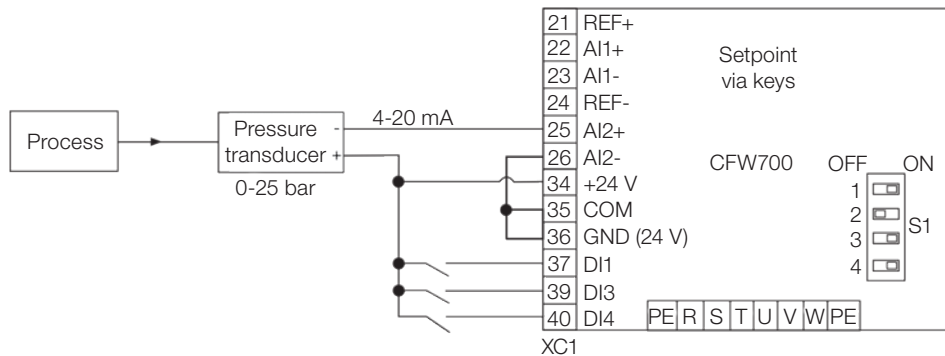 21 REF+
22 AI1+
23 AI1-
24 REF-
25 AI2+
26 AI2-
34 +24 V
35 COM
36 GND (24 V)
37 DI1
39 DI3
40 DI4
XC1
Process
Pressure -
transducer +
0-25 bar
4-20 mA
Setpoint
via keys
CFW700
OFF ON
1
2
3
4
S1
PE R S T U V W PE